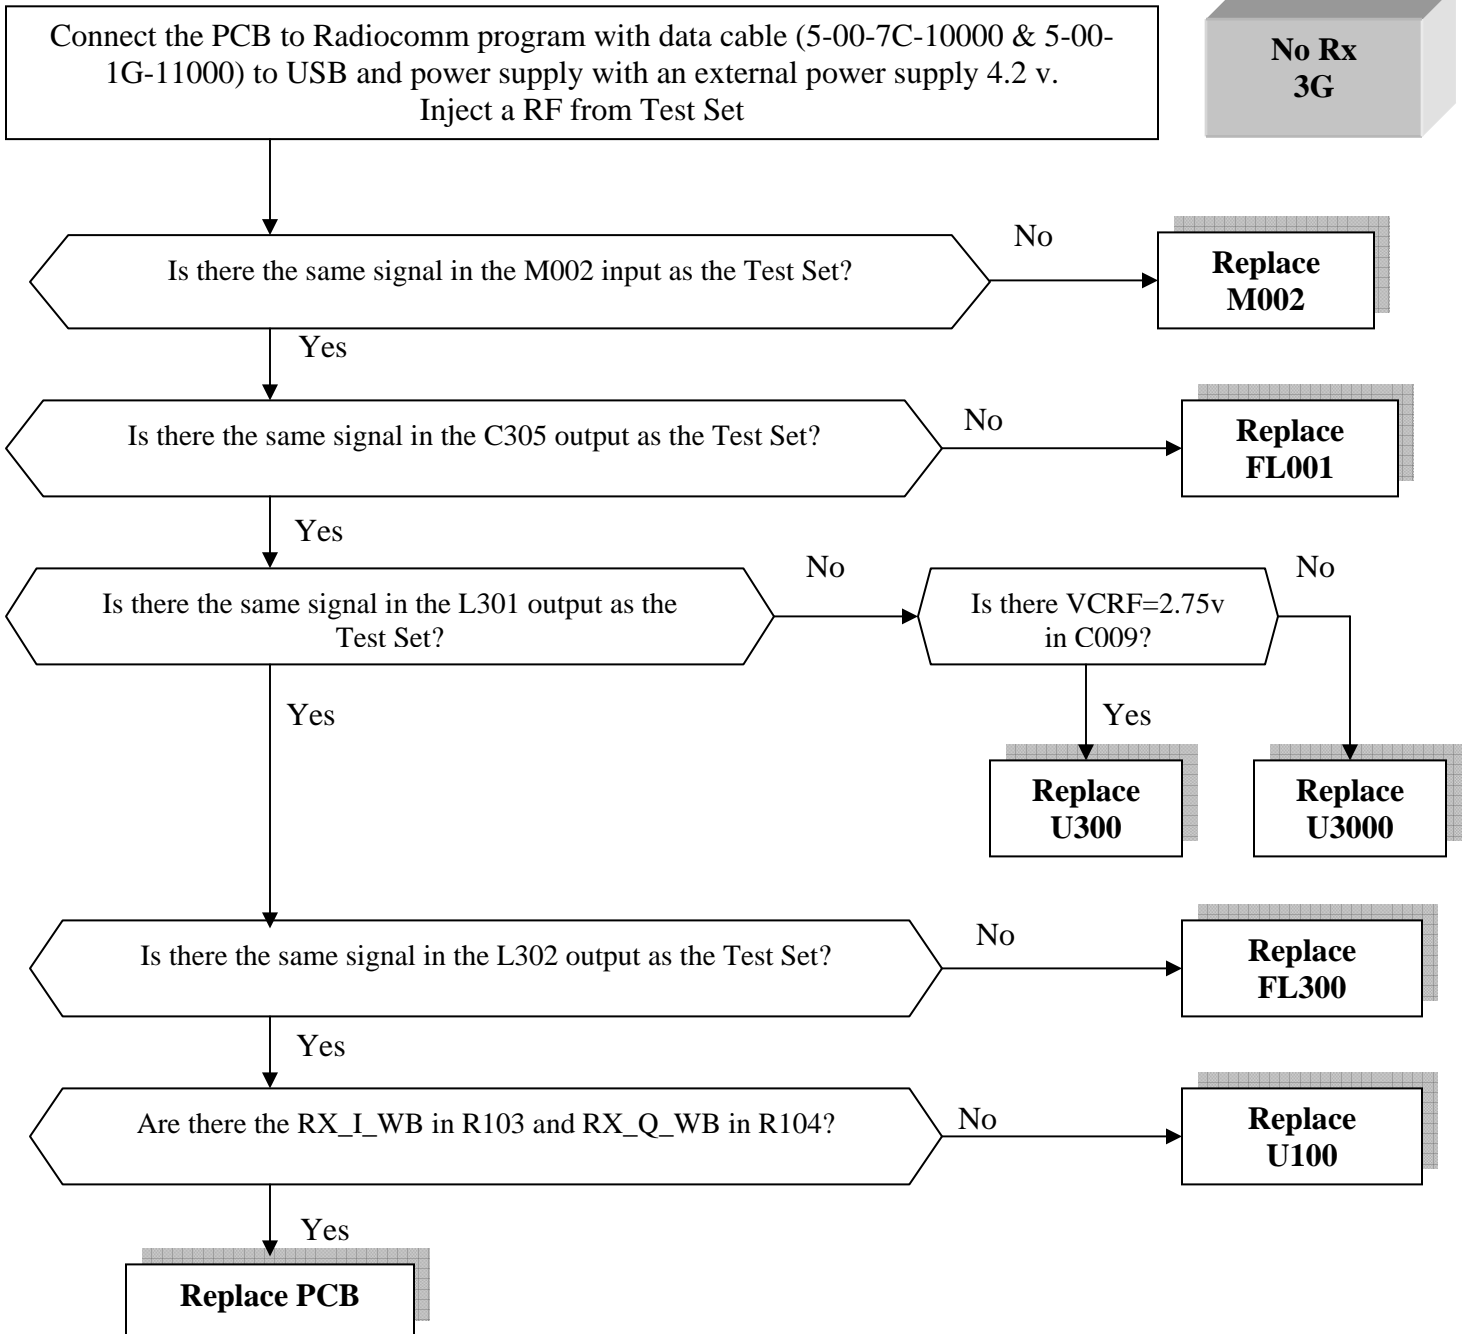 Connect the PCB to Radiocomm program with data cable (5-00-7C-10000 & 5-00-
1G-11000) to USB and power supply with an external power supply 4.2 v.
Inject a RF from Test Set
No Rx
3G
Is there the same signal in the M002 input as the Test Set?
No
Replace
M002
Yes
Is there the same signal in the C305 output as the Test Set?
No
Replace
FL001
Yes
Is there the same signal in the L301 output as the
Test Set?
No
Is there VCRF=2.75v
in C009?
No
Yes
Yes
Replace
U300
Replace
U3000
Is there the same signal in the L302 output as the Test Set?
No
Replace
FL300
Yes
Are there the RX_I_WB in R103 and RX_Q_WB in R104?
No
Replace
U100
Yes
Replace PCB